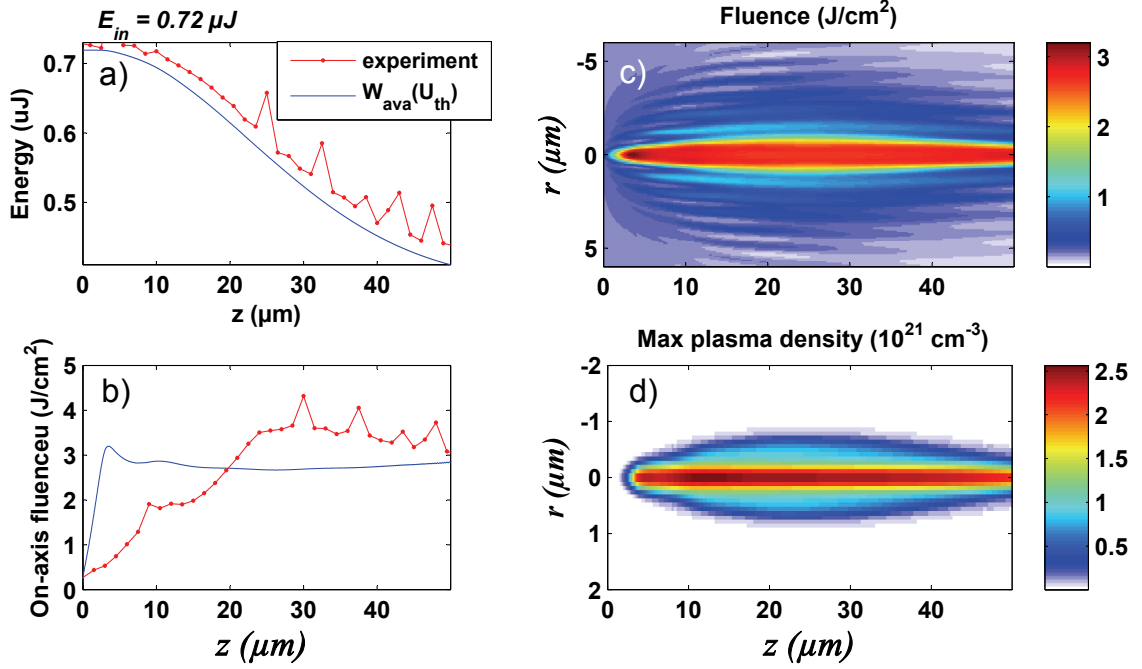 E_in = 0.72 µJ
a)
experiment
W_ava(U_th)
0.7
0.6
0.5
Energy (uJ)
0 10 20 30 40
z (µm)
b)
5
4
3
2
1
0
On-axis fluenceu (J/cm²)
0 10 20 30 40
z (µm)
Fluence (J/cm²)
c)
-5
0
5
r (µm)
0 10 20 30 40
3
2
1
Max plasma density (10²¹ cm⁻³)
d)
-2
-1
0
1
2
r (µm)
0 10 20 30 40
z (µm)
2.5
2
1.5
1
0.5